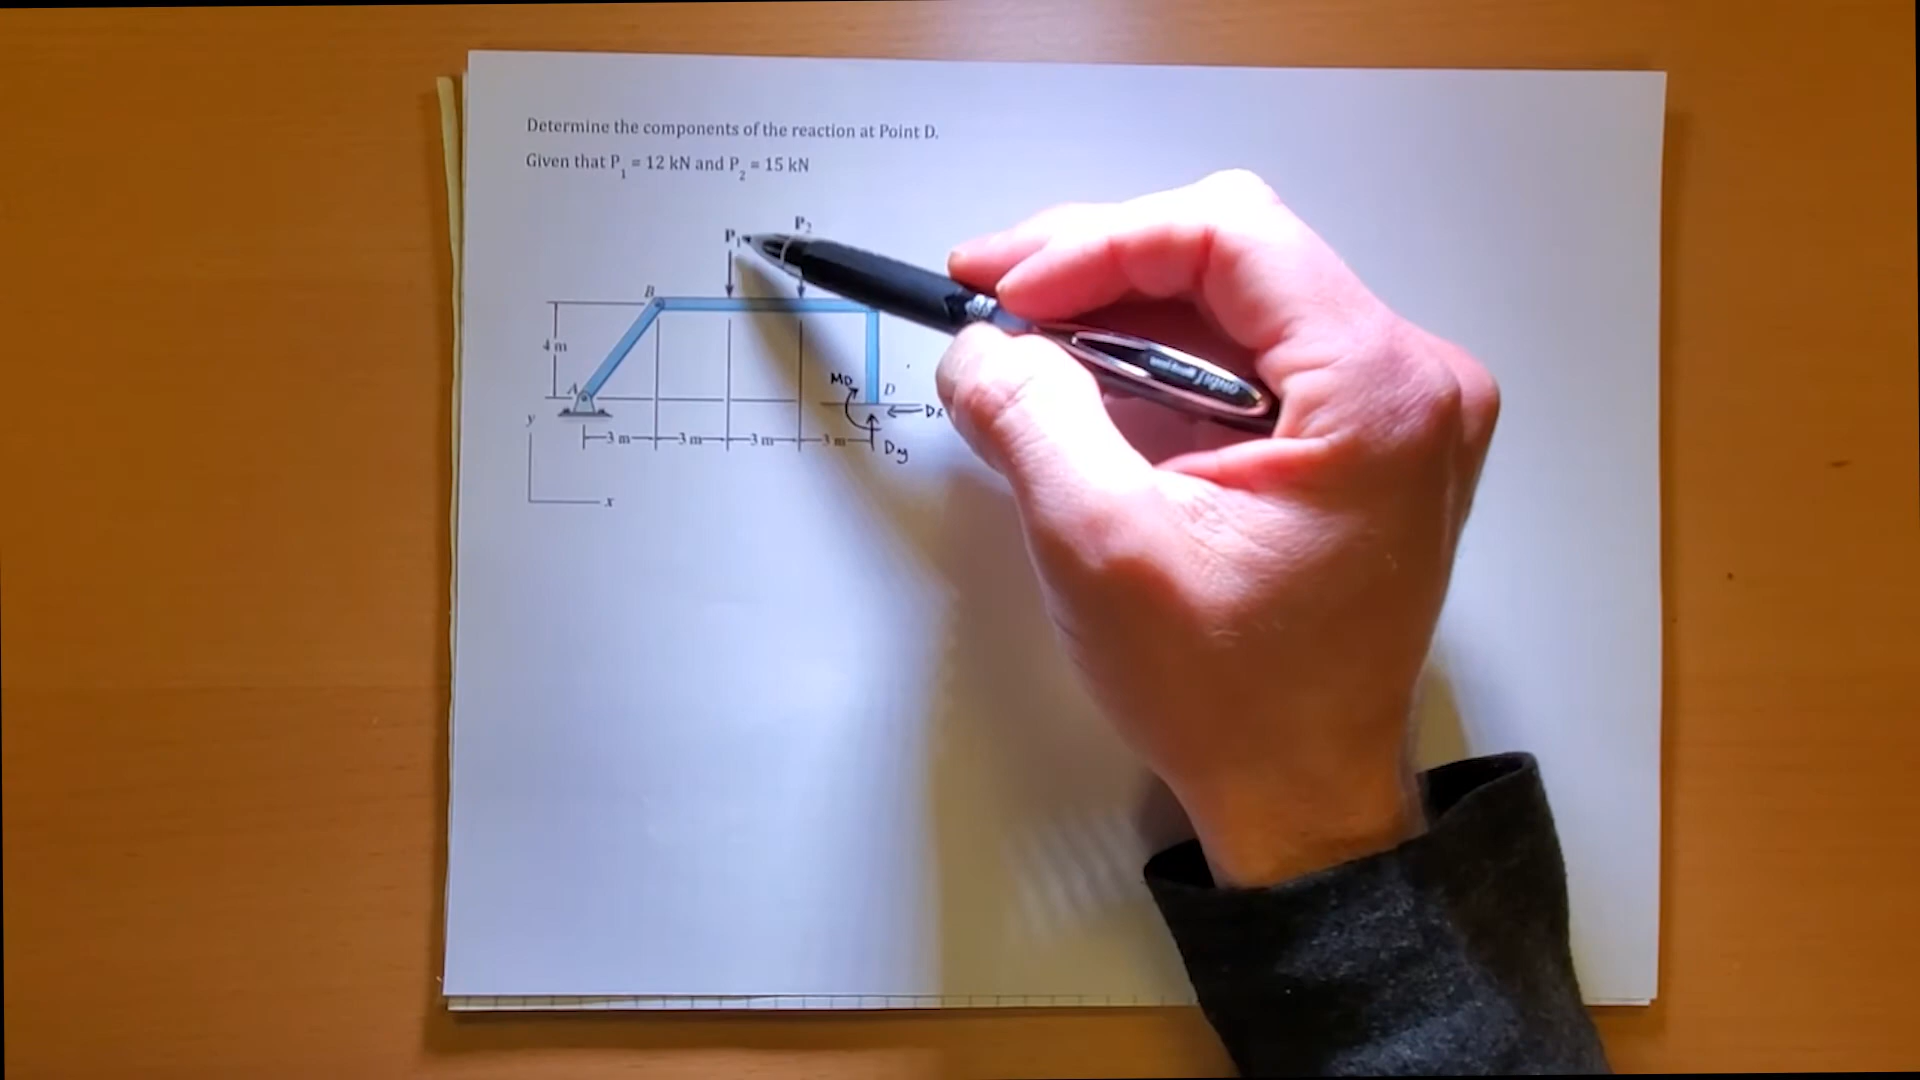 Determine the components of the reaction at Point D.
Given that P1 = 12 kN and P2 = 15 kN
P2
P1
B
4 m
A
MD
D
Dx
y
3 m
3 m
3 m
3 m
Dy
x